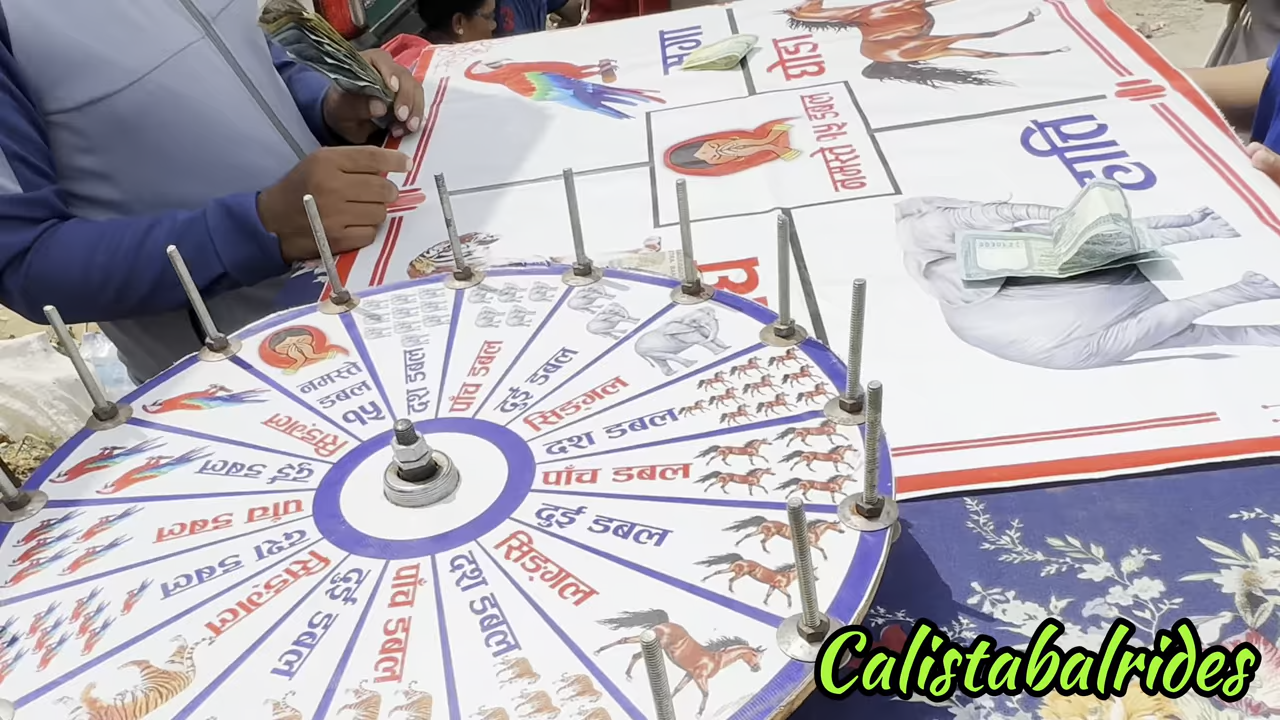 सुगा
घोडा
नमस्ते १५ डबल
हात्ति
नमस्ते
डबल
१५
दश डबल
पाँच डबल
दुई डबल
सिङ्गल
दश डबल
पाँच डबल
दुई डबल
सिङ्गल
दश डबल
पाँच डबल
दुई डबल
सिङ्गल
दश डबल
पाँच डबल
दुई डबल
सिङ्गल
Calistabalrides